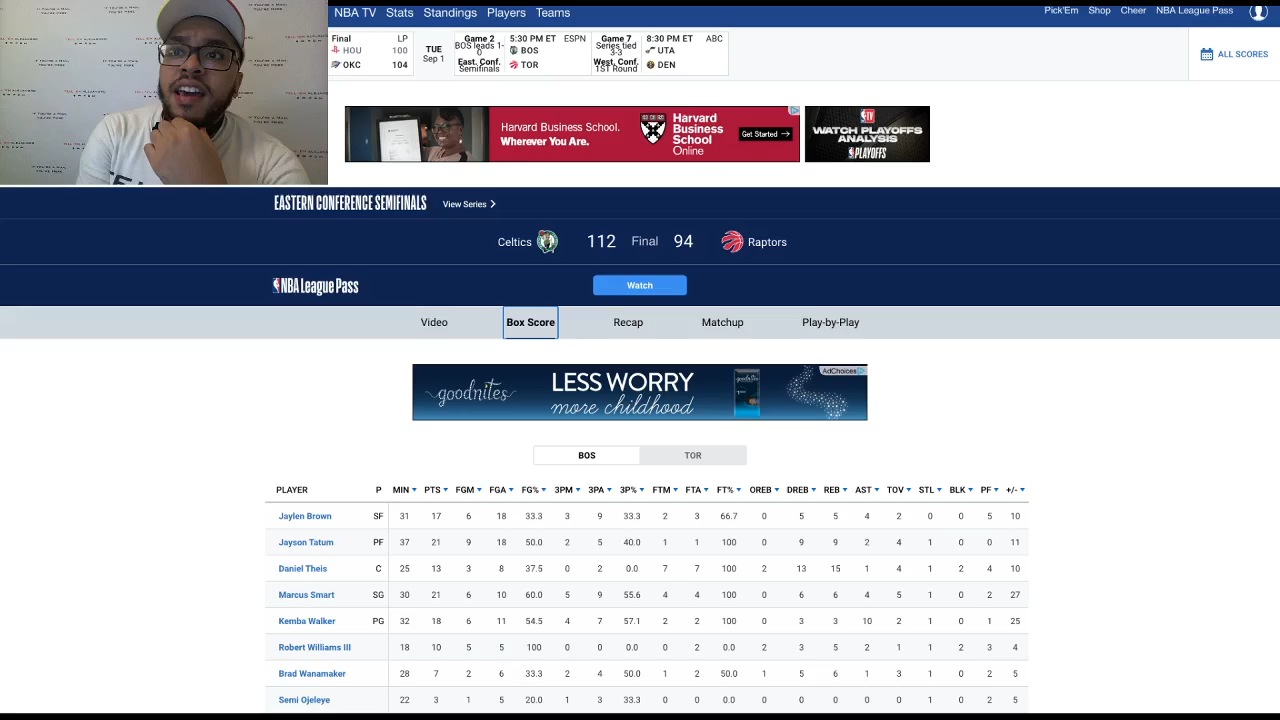 NBA TV Stats Standings Players Teams
Pick'Em Shop Cheer NBA League Pass
Final LP
HOU 100
OKC 104
TUE
Sep 1
Game 2 5:30 PM ET ESPN
BOS leads 1-0
East. Conf. Semifinals
BOS
TOR
Game 7 8:30 PM ET ABC
Series tied 3-3
West. Conf. 1ST Round
UTA
DEN
ALL SCORES
Harvard Business School.
Wherever You Are.
Harvard
Business
School
Online
Get Started →
WATCH PLAYOFFS
ANALYSIS
PLAYOFFS
EASTERN CONFERENCE SEMIFINALS View Series >
Celtics 112 Final 94 Raptors
NBA League Pass Watch
Video Box Score Recap Matchup Play-by-Play
goodnites LESS WORRY
more childhood
AdChoices
BOS TOR
PLAYER P MIN PTS FGM FGA FG% 3PM 3PA 3P% FTM FTA FT% OREB DREB REB AST TOV STL BLK PF +/-
Jaylen Brown SF 31 17 6 18 33.3 3 9 33.3 2 3 66.7 0 5 5 4 2 0 0 5 10
Jayson Tatum PF 37 21 9 18 50.0 2 5 40.0 1 1 100 0 9 9 2 4 1 0 0 11
Daniel Theis C 25 13 3 8 37.5 0 2 0.0 7 7 100 2 13 15 1 4 1 2 4 10
Marcus Smart SG 30 21 6 10 60.0 5 9 55.6 4 4 100 0 6 6 4 5 1 0 2 27
Kemba Walker PG 32 18 6 11 54.5 4 7 57.1 2 2 100 0 3 3 10 2 1 0 1 25
Robert Williams III 18 10 5 5 100 0 0 0.0 0 2 0.0 2 3 5 2 1 1 2 3 4
Brad Wanamaker 28 7 2 6 33.3 2 4 50.0 1 2 50.0 1 5 6 1 3 1 0 2 5
Semi Ojeleye 22 3 1 5 20.0 1 3 33.3 0 0 0.0 0 0 0 0 0 1 0 2 5